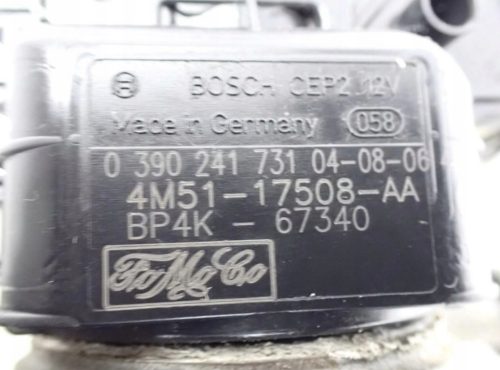 BOSCH CEP2 12V
Made in Germany 058
0 390 241 731 04-08-06
4M51-17508-AA
BP4K - 67340
FoMoCo